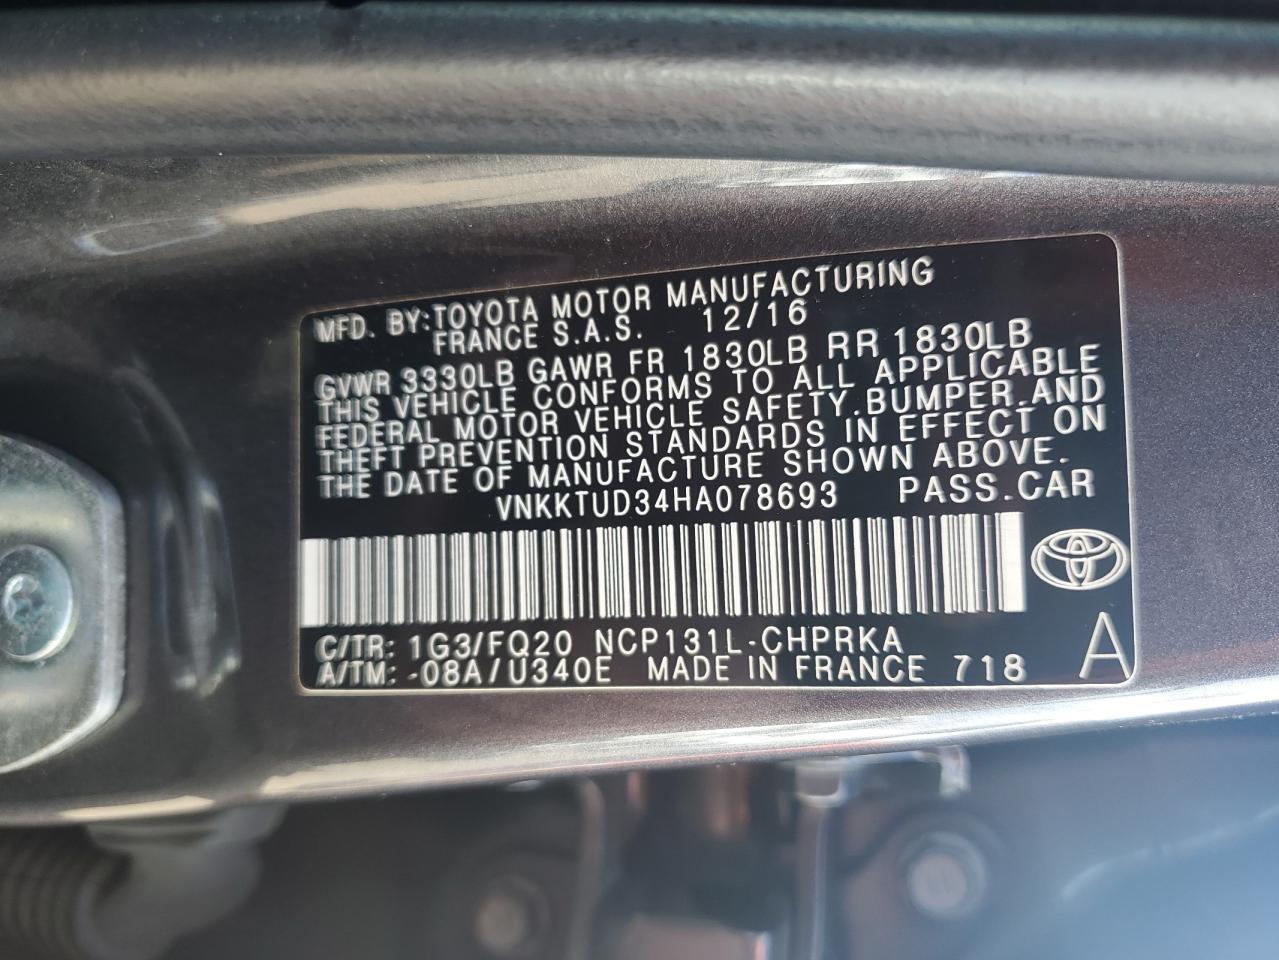 MFD. BY:TOYOTA MOTOR MANUFACTURING
FRANCE S.A.S. 12/16
GVWR 3330LB GAWR FR 1830LB RR 1830LB
THIS VEHICLE CONFORMS TO ALL APPLICABLE
FEDERAL MOTOR VEHICLE SAFETY,BUMPER,AND
THEFT PREVENTION STANDARDS IN EFFECT ON
THE DATE OF MANUFACTURE SHOWN ABOVE.
VNKKTUD34HA078693 PASS.CAR
C/TR: 1G3/FQ20 NCP131L-CHPRKA
A/TM: -08A/U340E MADE IN FRANCE 718 A